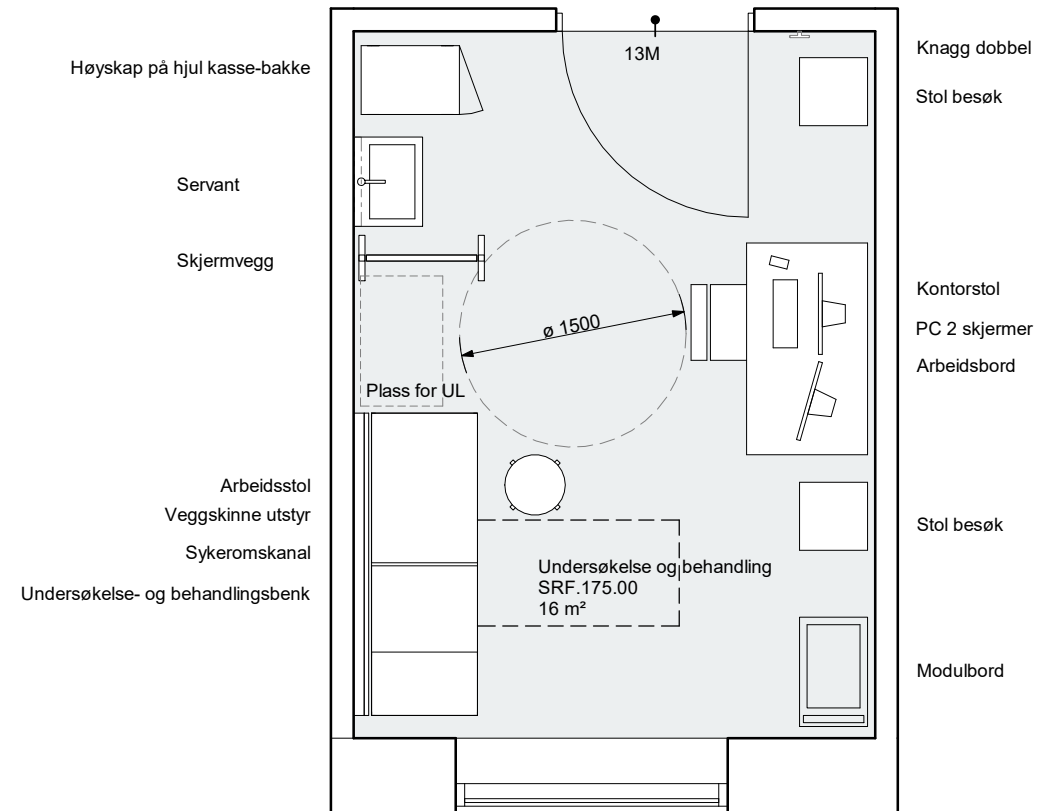 Høyskap på hjul kasse-bakke
Servant
Skjermvegg
Arbeidsstol
Veggskinne utstyr
Sykeromskanal
Undersøkelse- og behandlingsbenk
13M
ø 1500
Plass for UL
Undersøkelse og behandling
SRF.175.00
16 m²
Knagg dobbel
Stol besøk
Kontorstol
PC 2 skjermer
Arbeidsbord
Stol besøk
Modulbord